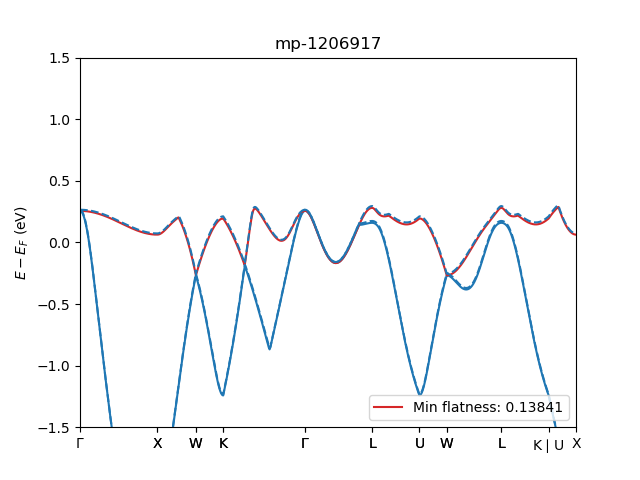 mp-1206917
E − E_F (eV)
1.5
1.0
0.5
0.0
−0.5
−1.0
−1.5
Min flatness: 0.13841
Γ X W K Γ L U W L K | U X